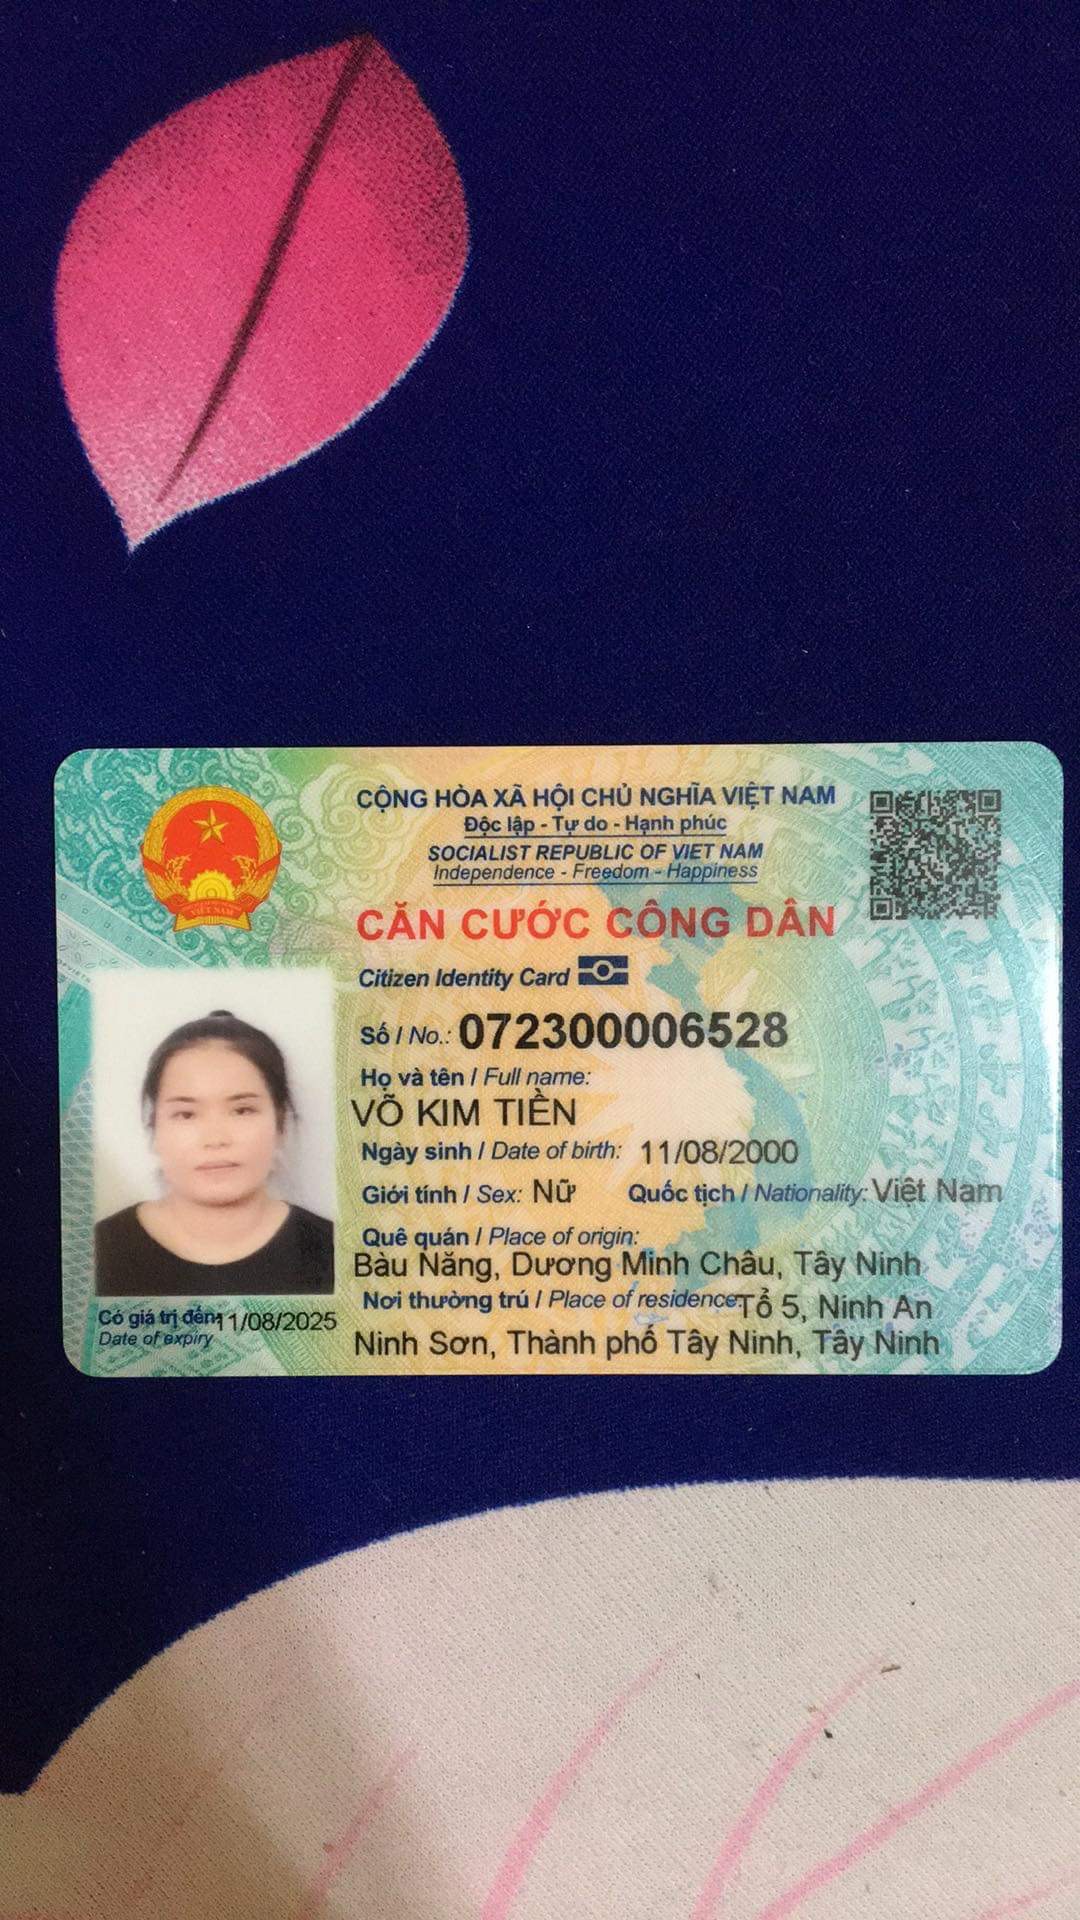 CỘNG HÒA XÃ HỘI CHỦ NGHĨA VIỆT NAM
Độc lập - Tự do - Hạnh phúc
SOCIALIST REPUBLIC OF VIET NAM
Independence - Freedom - Happiness
CĂN CƯỚC CÔNG DÂN
Citizen Identity Card
Số / No.: 072300006528
Họ và tên / Full name:
VÕ KIM TIỀN
Ngày sinh / Date of birth: 11/08/2000
Giới tính / Sex: Nữ Quốc tịch / Nationality: Việt Nam
Quê quán / Place of origin:
Bàu Năng, Dương Minh Châu, Tây Ninh
Nơi thường trú / Place of residence: Tổ 5, Ninh An
Ninh Sơn, Thành phố Tây Ninh, Tây Ninh
Có giá trị đến: 11/08/2025
Date of expiry
VIỆT NAM